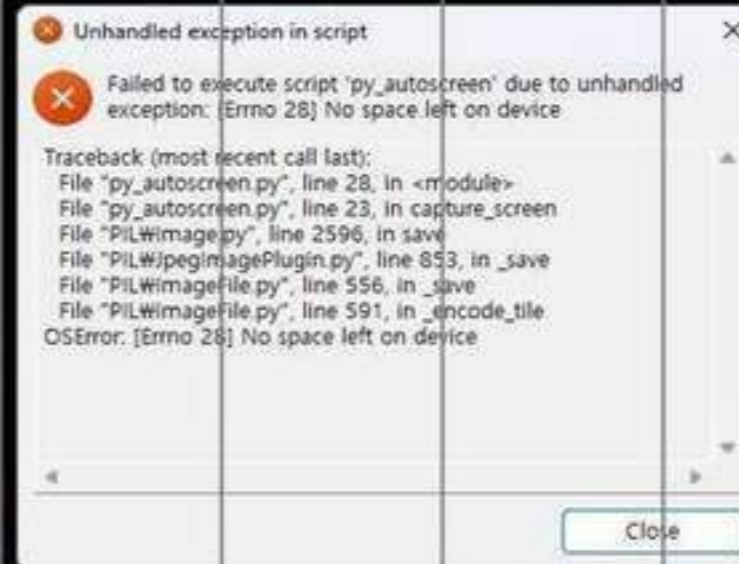 Unhandled exception in script
Failed to execute script 'py_autoscreen' due to unhandled
exception: [Errno 28] No space left on device
Traceback (most recent call last):
File "py_autoscreen.py", line 28, in <module>
File "py_autoscreen.py", line 23, in capture_screen
File "PIL₩Image.py", line 2596, in save
File "PIL₩JpegImagePlugin.py", line 853, in _save
File "PIL₩ImageFile.py", line 556, in _save
File "PIL₩ImageFile.py", line 591, in _encode_tile
OSError: [Errno 28] No space left on device
Close